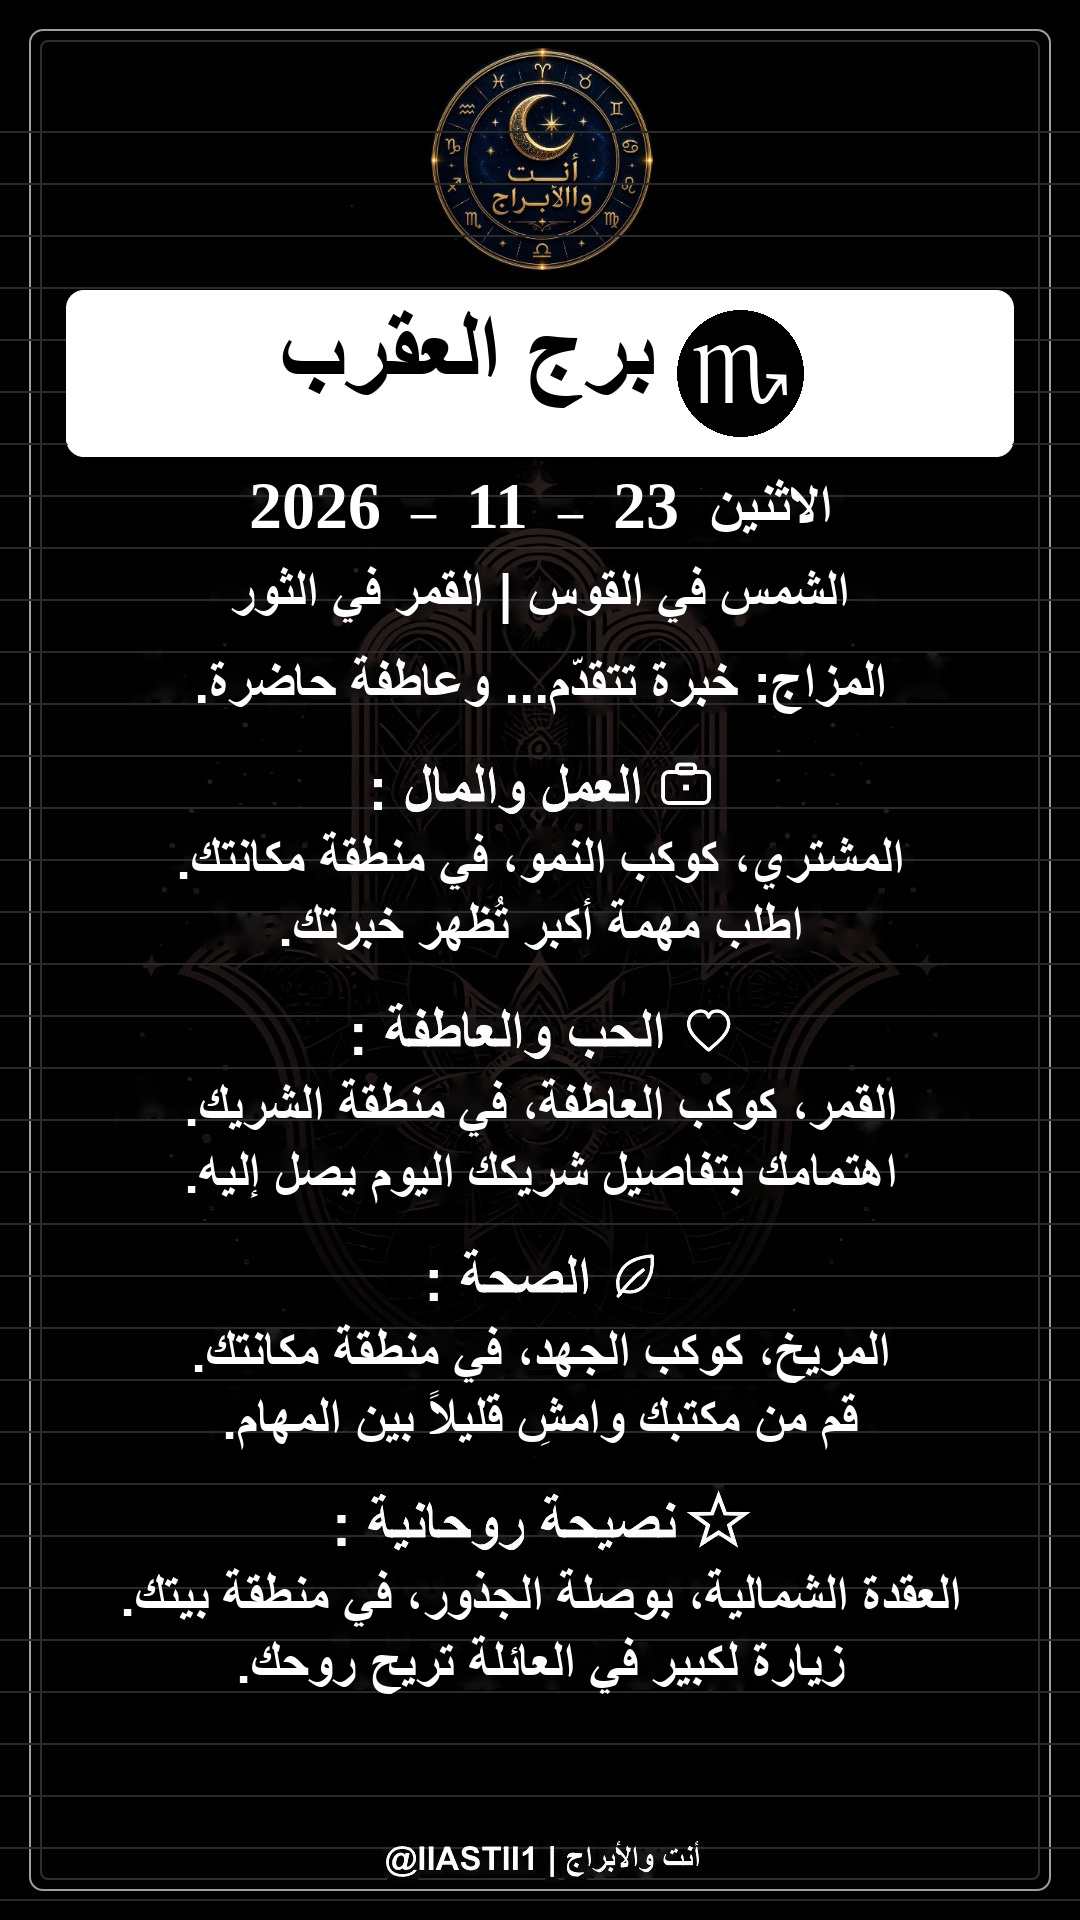 أنت
واالآبراج
برج العقرب
الاثنين 23 – 11 – 2026
الشمس في القوس | القمر في الثور
المزاج: خبرة تتقدّم... وعاطفة حاضرة.
العمل والمال :
المشتري، كوكب النمو، في منطقة مكانتك.
اطلب مهمة أكبر تُظهر خبرتك.
الحب والعاطفة :
القمر، كوكب العاطفة، في منطقة الشريك.
اهتمامك بتفاصيل شريكك اليوم يصل إليه.
الصحة :
المريخ، كوكب الجهد، في منطقة مكانتك.
قم من مكتبك وامشِ قليلاً بين المهام.
نصيحة روحانية :
العقدة الشمالية، بوصلة الجذور، في منطقة بيتك.
زيارة لكبير في العائلة تريح روحك.
أنت والأبراج | @IIASTII1